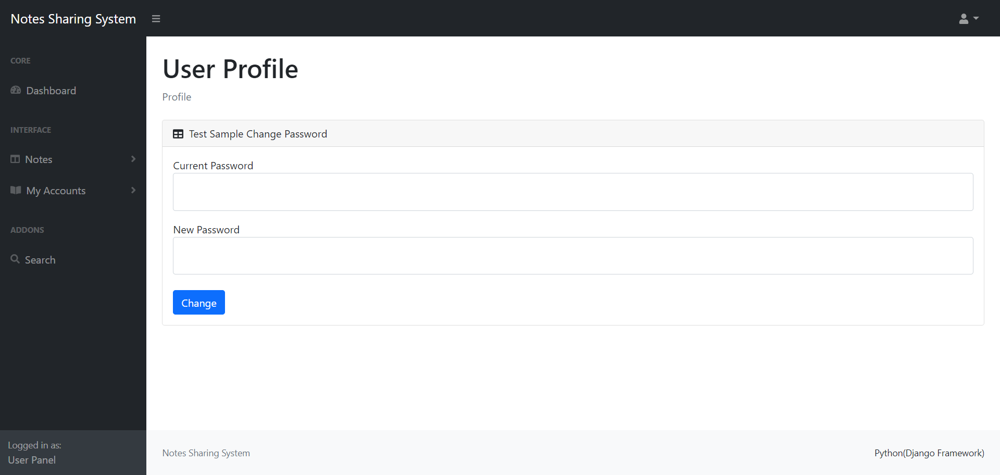 Notes Sharing System
CORE
Dashboard
INTERFACE
Notes
My Accounts
ADDONS
Search
Logged in as:
User Panel
User Profile
Profile
Test Sample Change Password
Current Password
New Password
Change
Notes Sharing System
Python(Django Framework)